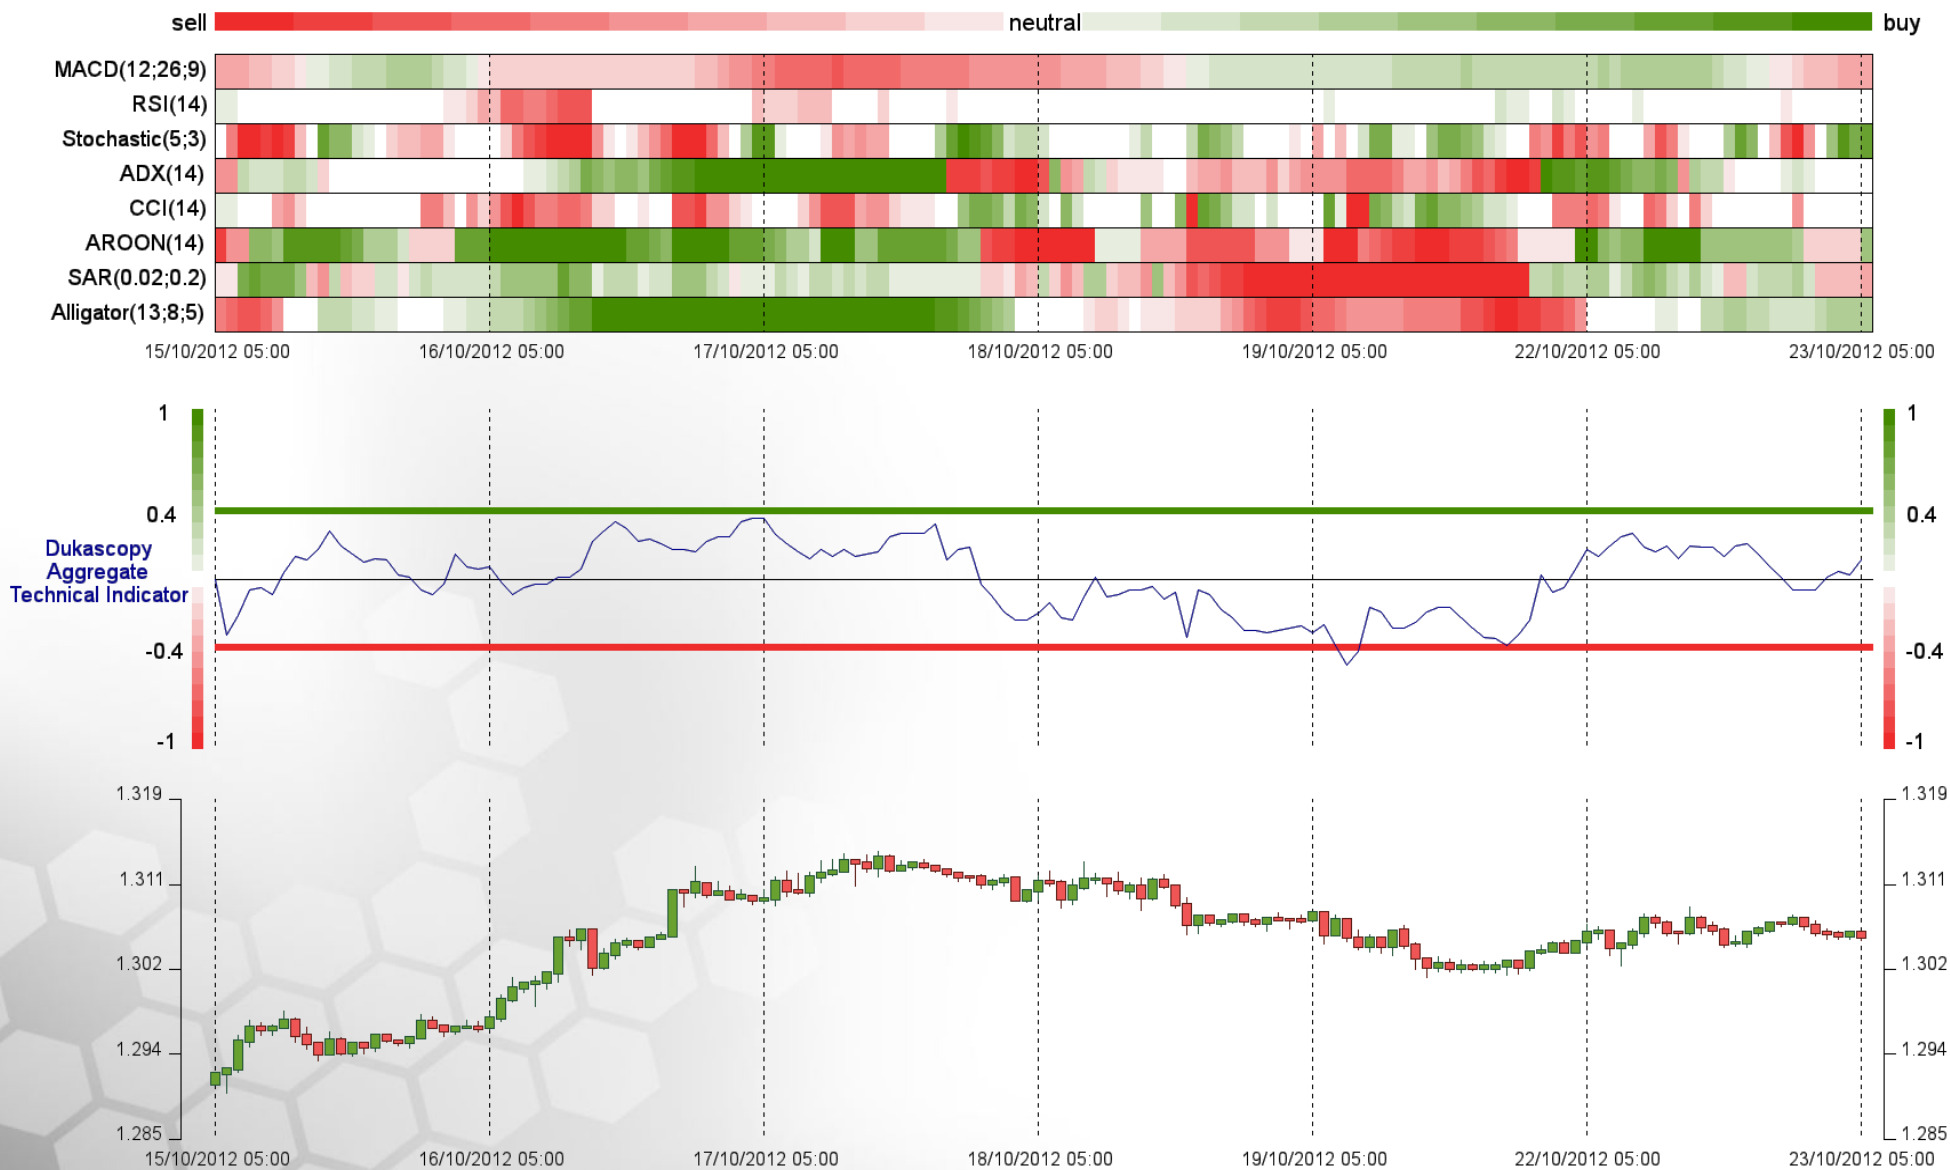 sell neutral buy
MACD(12;26;9)
RSI(14)
Stochastic(5;3)
ADX(14)
CCI(14)
AROON(14)
SAR(0.02;0.2)
Alligator(13;8;5)
15/10/2012 05:00 16/10/2012 05:00 17/10/2012 05:00 18/10/2012 05:00 19/10/2012 05:00 22/10/2012 05:00 23/10/2012 05:00
1 1
0.4 0.4
Dukascopy
Aggregate
Technical Indicator
-0.4 -0.4
-1 -1
1.319 1.319
1.311 1.311
1.302 1.302
1.294 1.294
1.285 1.285
15/10/2012 05:00 16/10/2012 05:00 17/10/2012 05:00 18/10/2012 05:00 19/10/2012 05:00 22/10/2012 05:00 23/10/2012 05:00